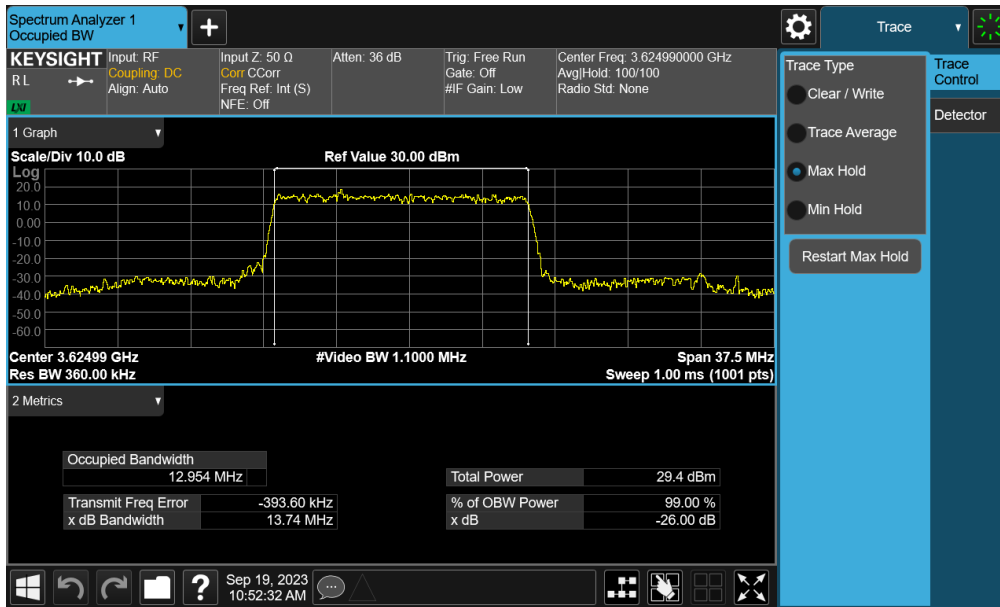 Spectrum Analyzer 1
Occupied BW
Trace
KEYSIGHT
R L
LXI
Input: RF
Coupling: DC
Align: Auto
Input Z: 50 Ω
Corr CCorr
Freq Ref: Int (S)
NFE: Off
Atten: 36 dB
Trig: Free Run
Gate: Off
#IF Gain: Low
Center Freq: 3.624990000 GHz
Avg|Hold: 100/100
Radio Std: None
Trace Type
Clear / Write
Trace Average
Max Hold
Min Hold
Restart Max Hold
Trace
Control
Detector
1 Graph
Scale/Div 10.0 dB
Ref Value 30.00 dBm
Log
20.0
10.0
0.00
-10.0
-20.0
-30.0
-40.0
-50.0
-60.0
Center 3.62499 GHz
#Video BW 1.1000 MHz
Span 37.5 MHz
Res BW 360.00 kHz
Sweep 1.00 ms (1001 pts)
2 Metrics
Occupied Bandwidth
12.954 MHz
Total Power 29.4 dBm
Transmit Freq Error -393.60 kHz
% of OBW Power 99.00 %
x dB Bandwidth 13.74 MHz
x dB -26.00 dB
Sep 19, 2023
10:52:32 AM